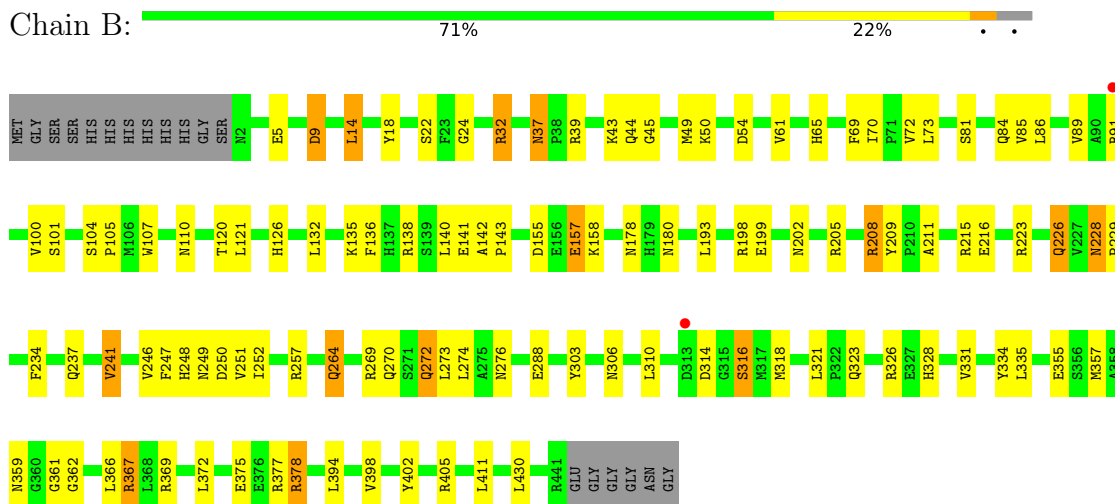 Chain B:
71% 22% • •
MET GLY SER SER HIS HIS HIS HIS HIS HIS GLY SER N2 E5 D9 L14 Y18 S22 F23 G24 R32 N37 P38 R39 K43 Q44 G45 M49 K50 D54 V61 H65 F69 I70 P71 V72 L73 S81 Q84 V85 L86 V89 A90
V100 S101 S104 P105 M106 W107 N110 T120 L121 H126 L132 K135 F136 H137 R138 S139 L140 E141 A142 P143 D155 E156 E157 K158 N178 H179 N180 L193 R198 E199 N202 R205 R208 Y209 P210 A211 R215 E216 R223 Q226 V227 N228
F234 Q237 V241 V246 F247 H248 N249 D250 V251 I252 R257 Q264 R269 Q270 S271 Q272 L273 L274 A275 N276 E288 Y303 N306 L310 D313 D314 G315 S316 M317 M318 L321 P322 Q323 R326 E327 H328 V331 Y334 L335 E355 S356 M357
N359 G360 G361 G362 L366 R367 L368 R369 L372 E375 E376 R377 R378 L394 V398 Y402 R405 L411 L430 R441 GLU GLY GLY GLY ASN GLY